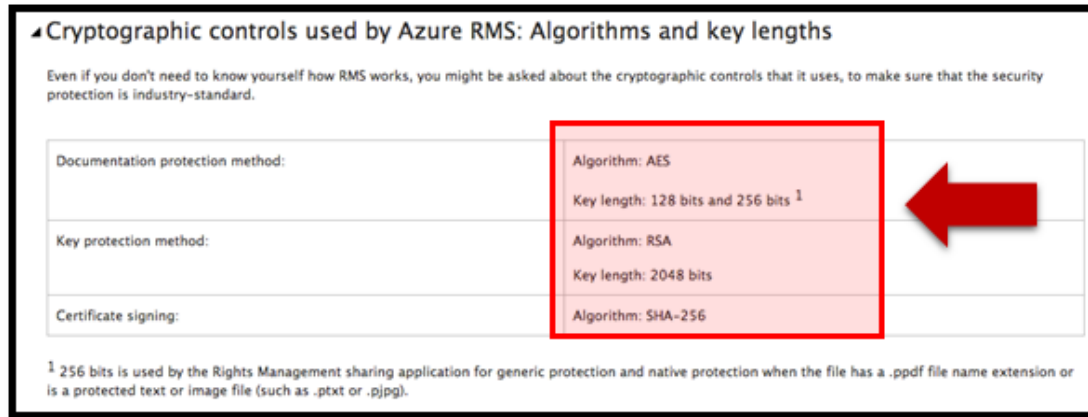 Cryptographic controls used by Azure RMS: Algorithms and key lengths
Even if you don't need to know yourself how RMS works, you might be asked about the cryptographic controls that it uses, to make sure that the security
protection is industry-standard.
Documentation protection method:
Algorithm: AES
Key length: 128 bits and 256 bits 1
Key protection method:
Algorithm: RSA
Key length: 2048 bits
Certificate signing:
Algorithm: SHA-256
1 256 bits is used by the Rights Management sharing application for generic protection and native protection when the file has a .ppdf file name extension or
is a protected text or image file (such as .ptxt or .pjpg).